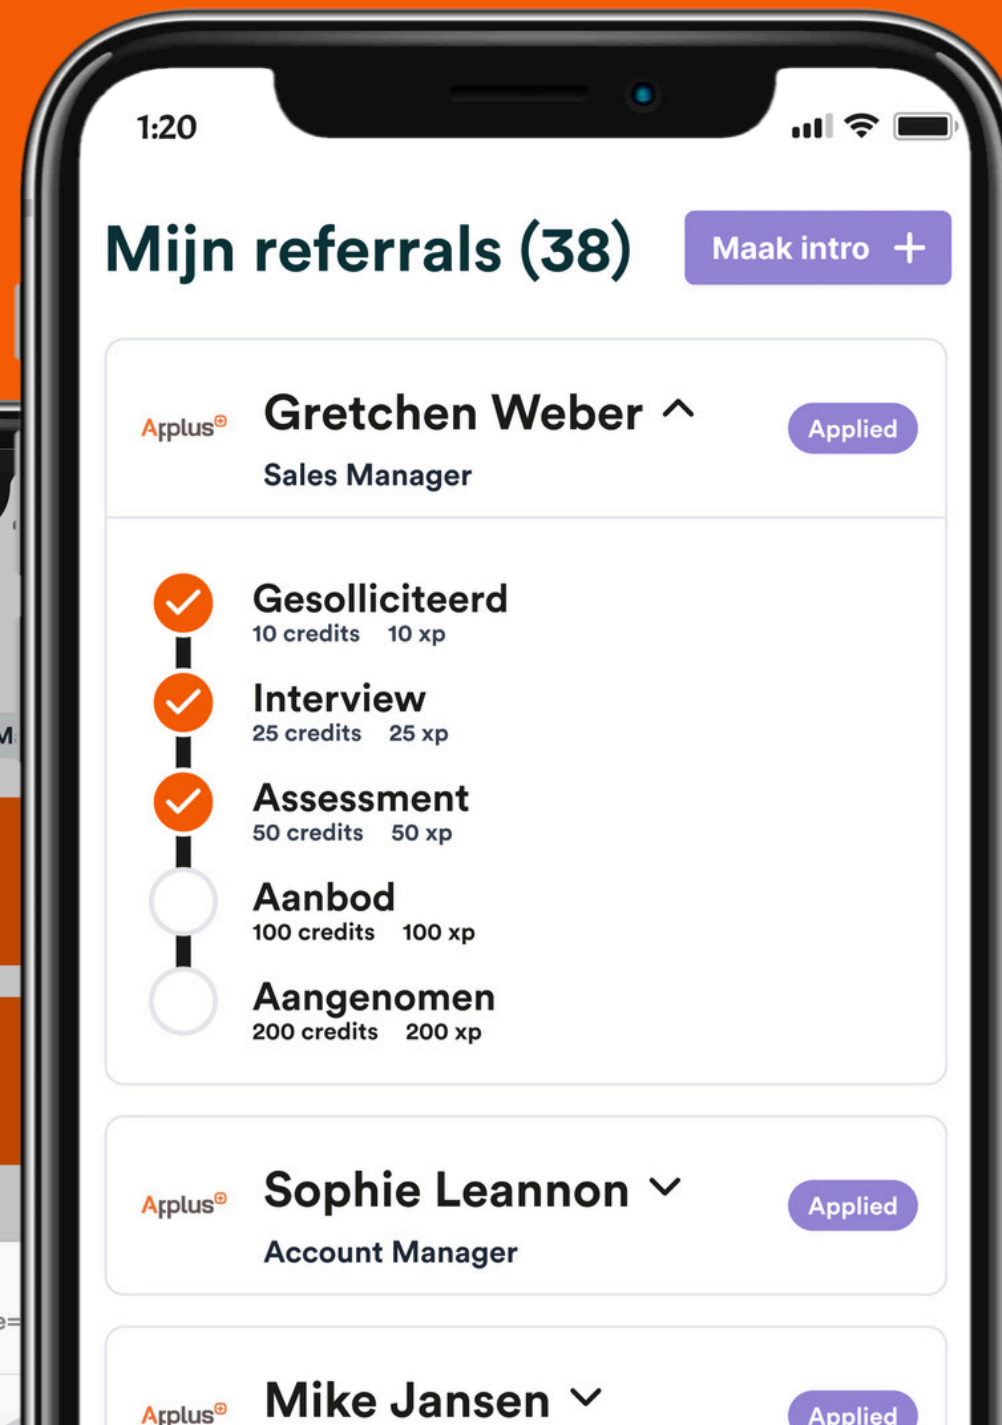 1:20
Mijn referrals (38)
Maak intro +
Applus+
Gretchen Weber
Applied
Sales Manager
Gesolliciteerd
10 credits 10 xp
Interview
25 credits 25 xp
Assessment
50 credits 50 xp
Aanbod
100 credits 100 xp
Aangenomen
200 credits 200 xp
Applus+
Sophie Leannon
Applied
Account Manager
Applus+
Mike Jansen
Applied